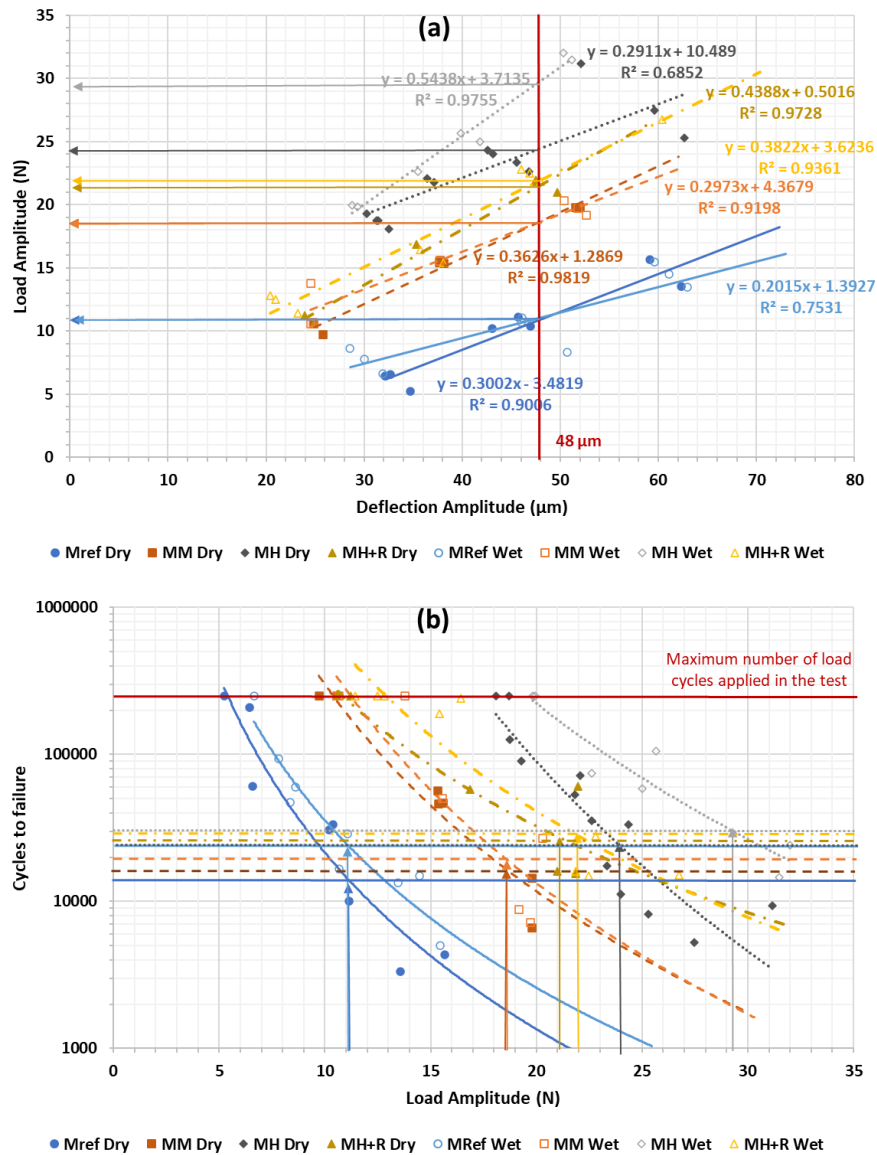 (a)
35
30
25
20
15
10
5
0
Load Amplitude (N)
y = 0.5438x + 3.7135
R² = 0.9755
y = 0.2911x + 10.489
R² = 0.6852
y = 0.4388x + 0.5016
R² = 0.9728
y = 0.3822x + 3.6236
R² = 0.9361
y = 0.2973x + 4.3679
R² = 0.9198
y = 0.3626x + 1.2869
R² = 0.9819
y = 0.2015x + 1.3927
R² = 0.7531
y = 0.3002x - 3.4819
R² = 0.9006
48 µm
0 10 20 30 40 50 60 70 80
Deflection Amplitude (µm)
Mref Dry MM Dry MH Dry MH+R Dry MRef Wet MM Wet MH Wet MH+R Wet
(b)
1000000
100000
10000
1000
Cycles to failure
Maximum number of load
cycles applied in the test
0 5 10 15 20 25 30 35
Load Amplitude (N)
Mref Dry MM Dry MH Dry MH+R Dry MRef Wet MM Wet MH Wet MH+R Wet